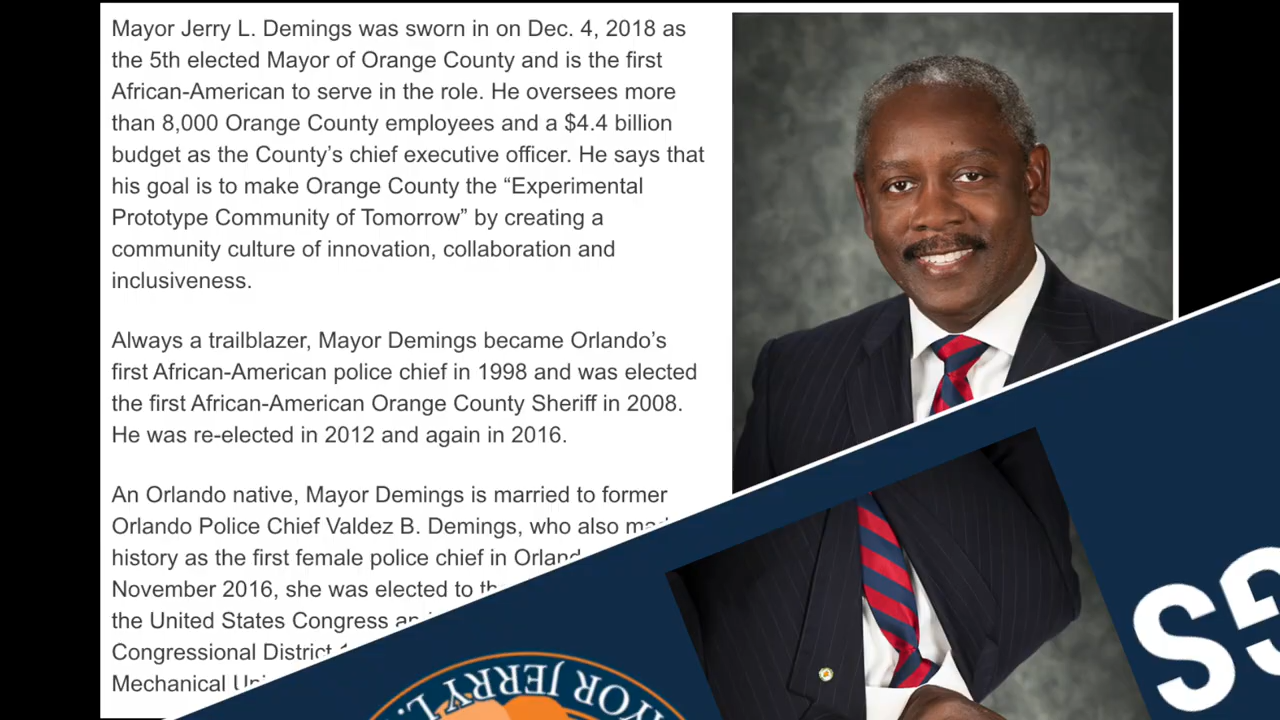 Mayor Jerry L. Demings was sworn in on Dec. 4, 2018 as
the 5th elected Mayor of Orange County and is the first
African-American to serve in the role. He oversees more
than 8,000 Orange County employees and a $4.4 billion
budget as the County’s chief executive officer. He says that
his goal is to make Orange County the “Experimental
Prototype Community of Tomorrow” by creating a
community culture of innovation, collaboration and
inclusiveness.
Always a trailblazer, Mayor Demings became Orlando’s
first African-American police chief in 1998 and was elected
the first African-American Orange County Sheriff in 2008.
He was re-elected in 2012 and again in 2016.
An Orlando native, Mayor Demings is married to former
Orlando Police Chief Valdez B. Demings, who also
history as the first female police chief in
November 2016, she was elected to
the United States Congress
Congressional District
Mechanical
JERRY L.